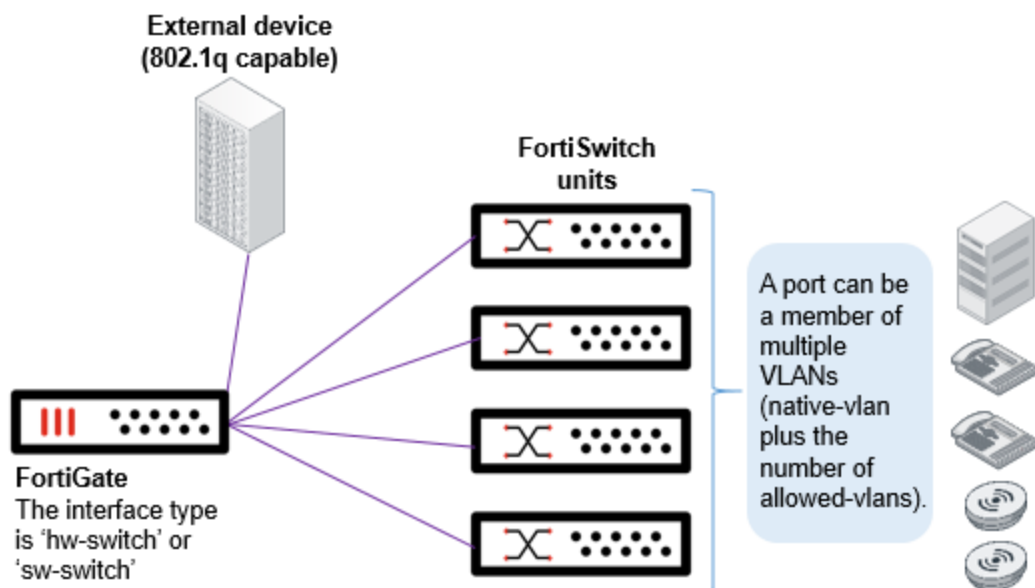 External device
(802.1q capable)
FortiSwitch
units
A port can be
a member of
multiple
VLANs
(native-vlan
plus the
number of
allowed-vlans).
FortiGate
The interface type
is ‘hw-switch’ or
‘sw-switch’